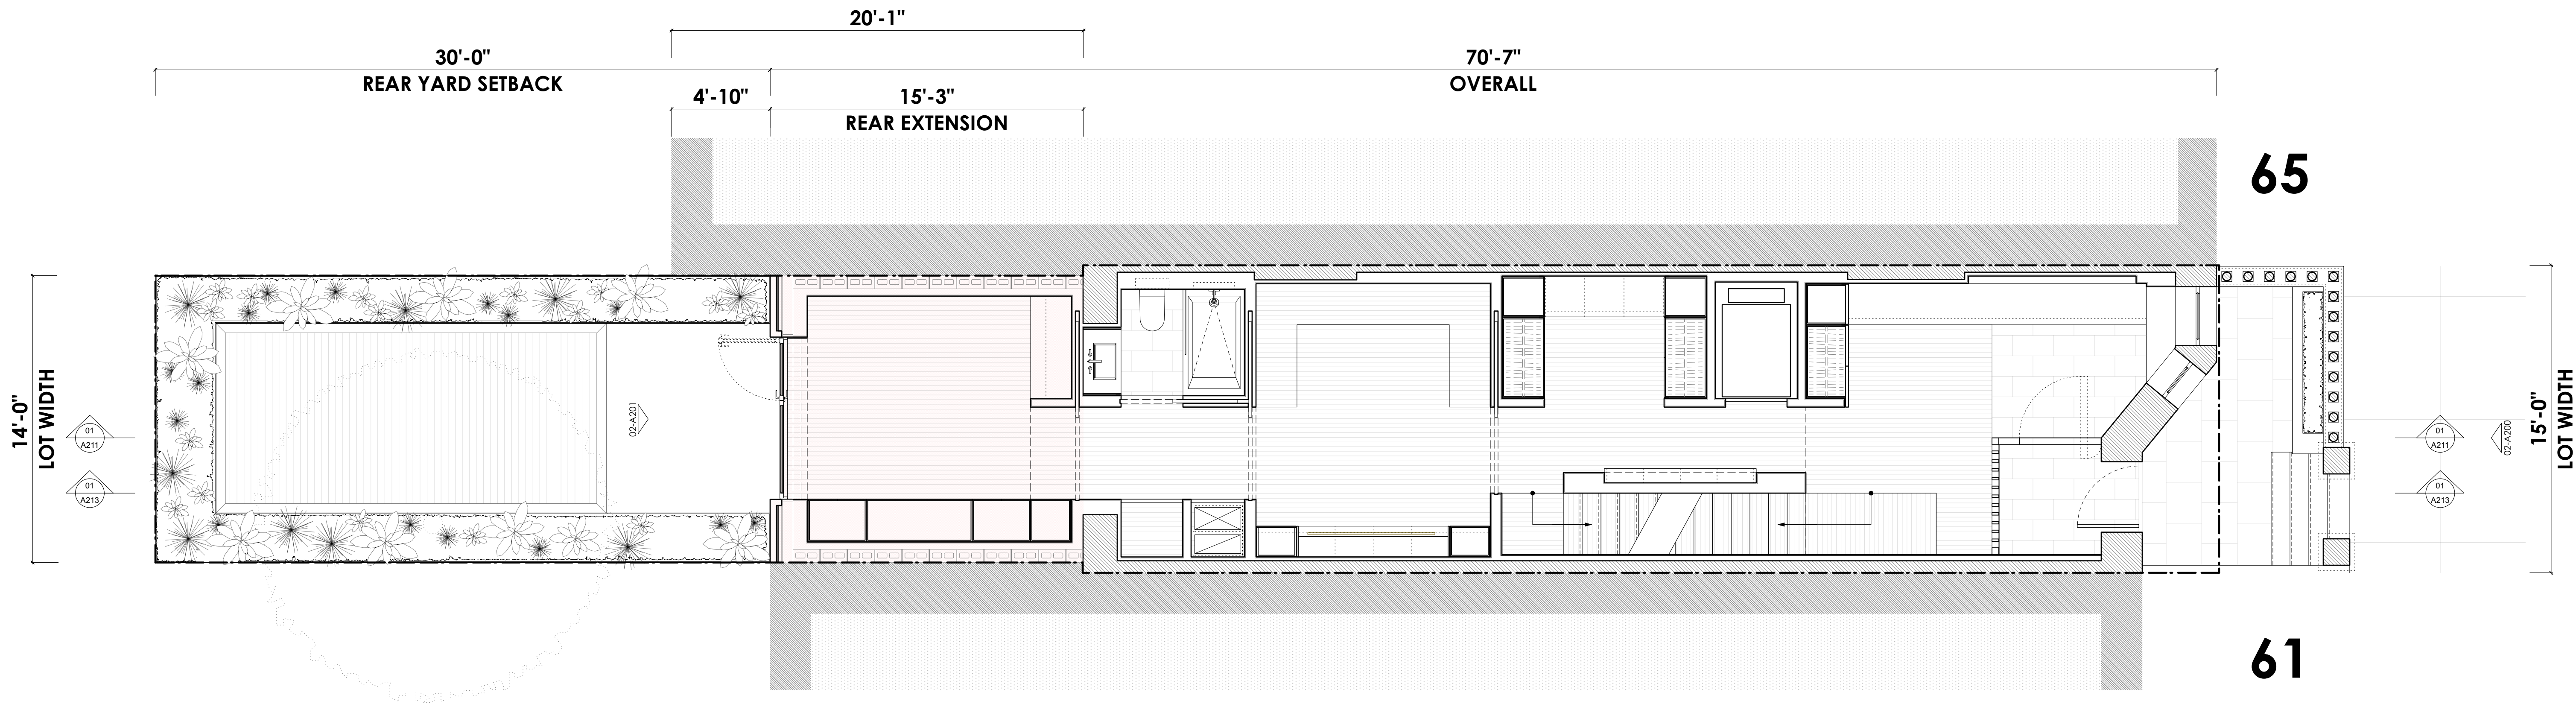 20'-1"
30'-0"
REAR YARD SETBACK
70'-7"
OVERALL
4'-10"
15'-3"
REAR EXTENSION
65
14'-0"
LOT WIDTH
01
A211
01
A213
02-A201
01
A211
01
A213
02-A200
15'-0"
LOT WIDTH
61